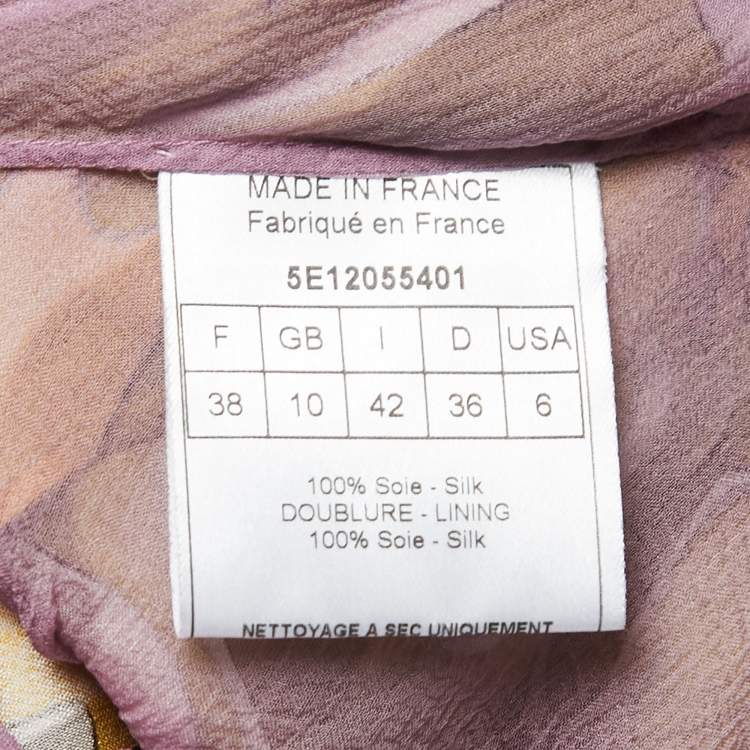 MADE IN FRANCE
Fabriqué en France
5E12055401
F GB I D USA
38 10 42 36 6
100% Soie - Silk
DOUBLURE - LINING
100% Soie - Silk
NETTOYAGE A SEC UNIQUEMENT